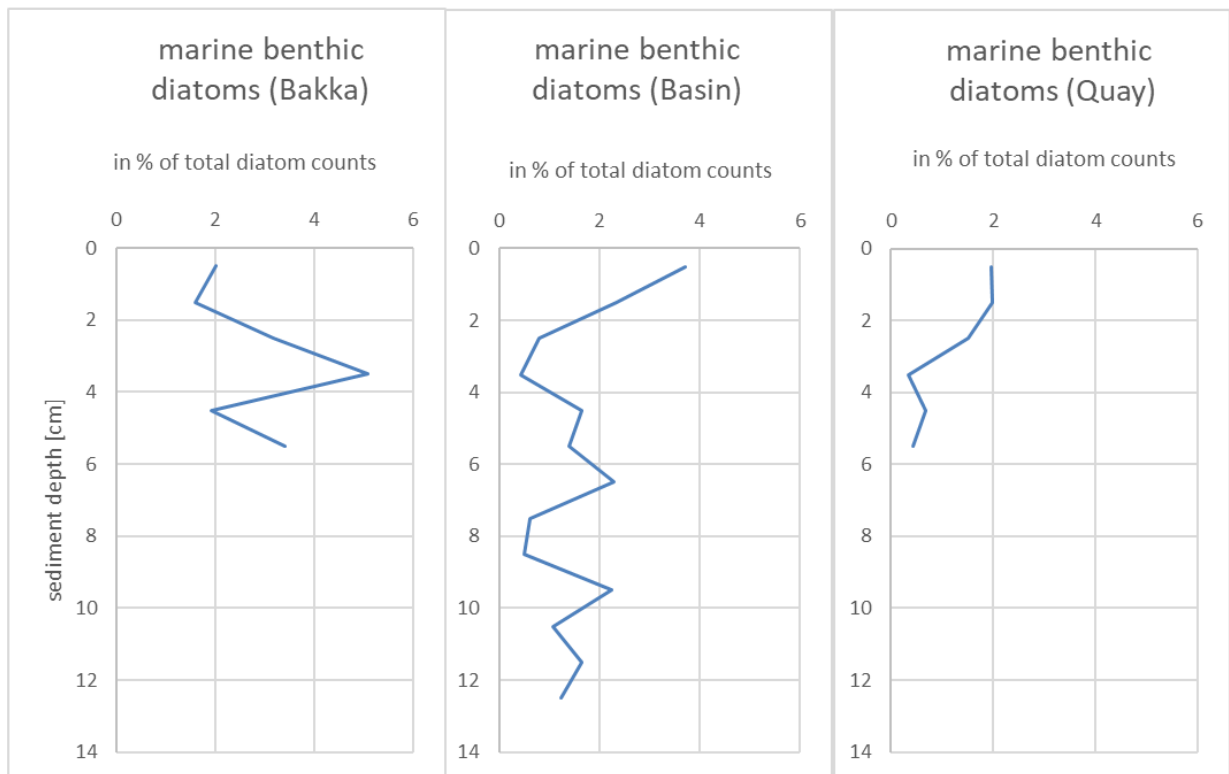 marine benthic
diatoms (Bakka)
in % of total diatom counts
0 2 4 6
0
2
4
6
8
10
12
14
sediment depth [cm]
marine benthic
diatoms (Basin)
in % of total diatom counts
0 2 4 6
0
2
4
6
8
10
12
14
marine benthic
diatoms (Quay)
in % of total diatom counts
0 2 4 6
0
2
4
6
8
10
12
14